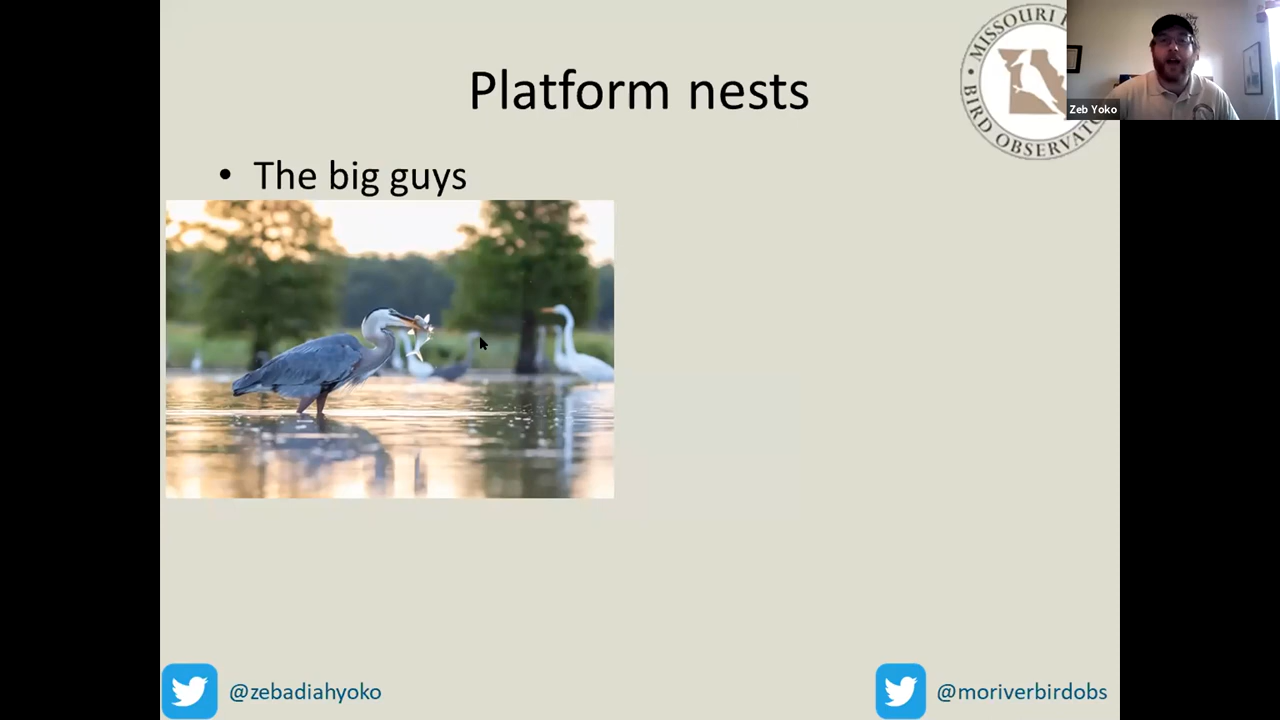 Platform nests
MISSOURI
BIRD OBSERVAT
Zeb Yoko
• The big guys
@zebadiahyoko
@moriverbirdobs